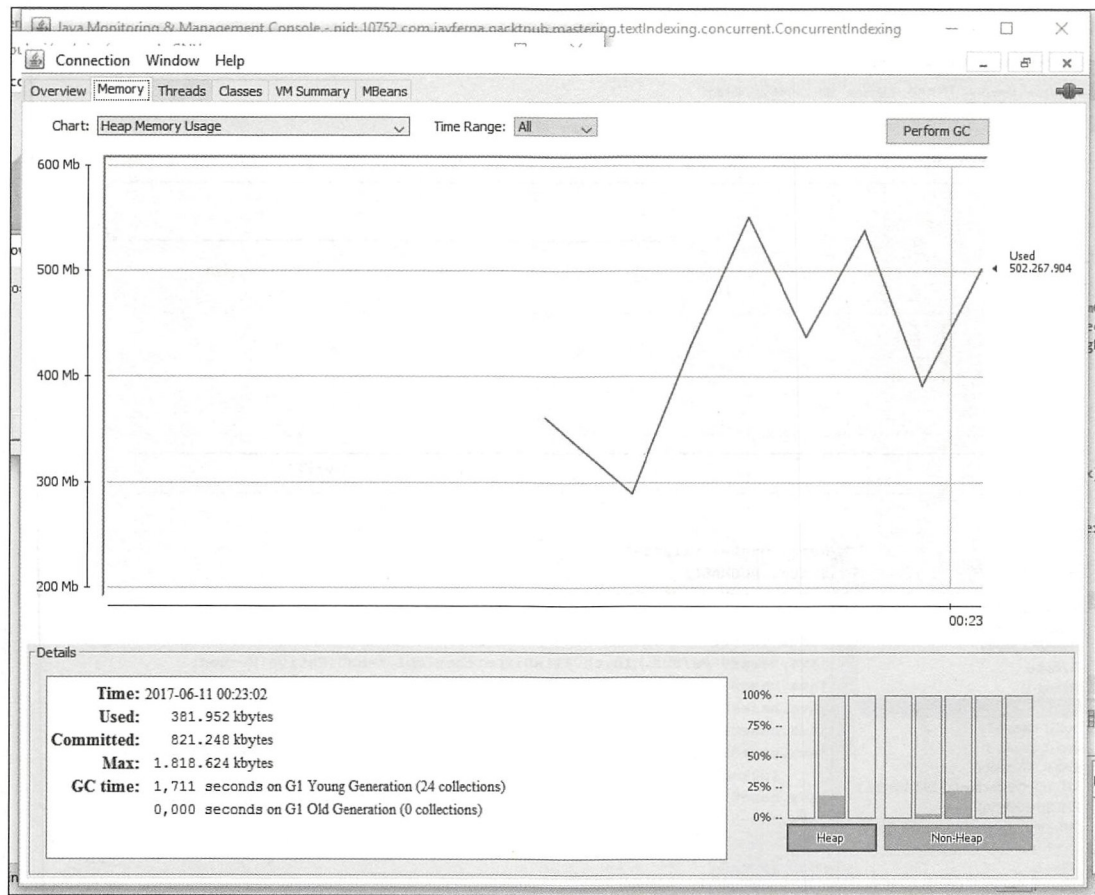 Java Monitoring & Management Console - pid: 10752 com.javferna.packtpub.mastering.textIndexing.concurrent.ConcurrentIndexing
Connection Window Help
Overview Memory Threads Classes VM Summary MBeans
Chart: Heap Memory Usage Time Range: All Perform GC
600 Mb
500 Mb
400 Mb
300 Mb
200 Mb
Used
502.267.904
00:23
Details
Time: 2017-06-11 00:23:02
Used: 381.952 kbytes
Committed: 821.248 kbytes
Max: 1.818.624 kbytes
GC time: 1,711 seconds on G1 Young Generation (24 collections)
0,000 seconds on G1 Old Generation (0 collections)
100% --
75% --
50% --
25% --
0% --
Heap Non-Heap